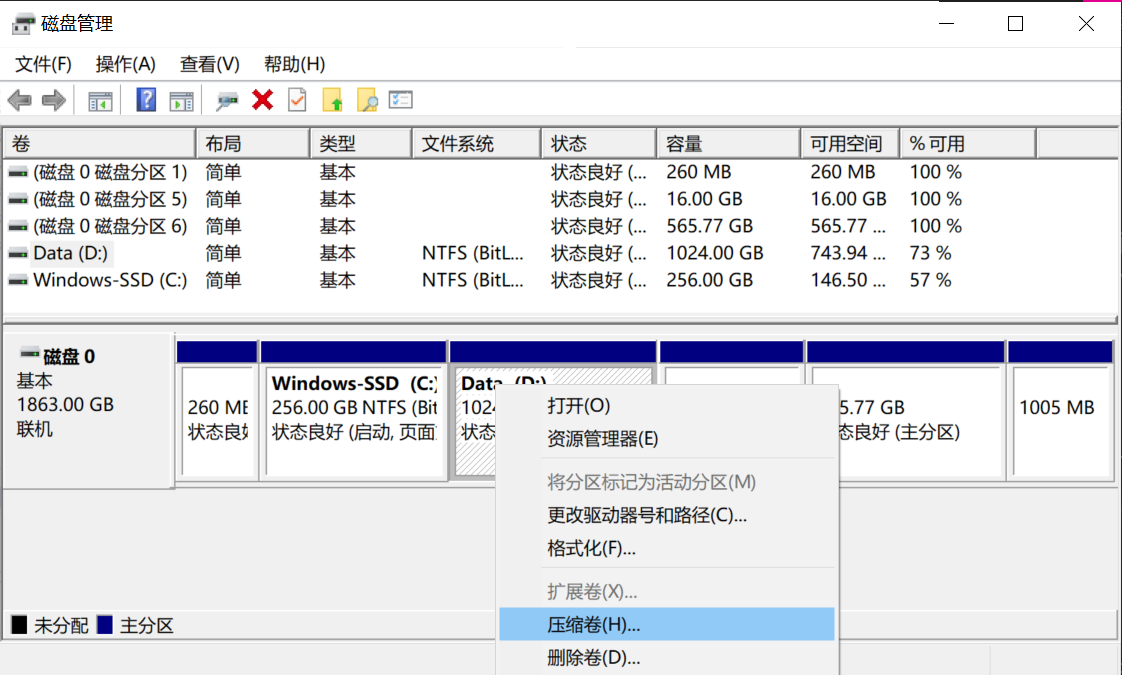 磁盘管理
文件(F) 操作(A) 查看(V) 帮助(H)
卷 布局 类型 文件系统 状态 容量 可用空间 % 可用
(磁盘 0 磁盘分区 1) 简单 基本 状态良好 (... 260 MB 260 MB 100 %
(磁盘 0 磁盘分区 5) 简单 基本 状态良好 (... 16.00 GB 16.00 GB 100 %
(磁盘 0 磁盘分区 6) 简单 基本 状态良好 (... 565.77 GB 565.77 ... 100 %
Data (D:) 简单 基本 NTFS (BitL... 状态良好 (... 1024.00 GB 743.94 ... 73 %
Windows-SSD (C:) 简单 基本 NTFS (BitL... 状态良好 (... 256.00 GB 146.50 ... 57 %
磁盘 0
基本
1863.00 GB
联机
260 MB
状态良好
Windows-SSD (C:)
256.00 GB NTFS (Bit
状态良好 (启动, 页面
Data (D:)
102
状态
5.77 GB
态良好 (主分区)
1005 MB
打开(O)
资源管理器(E)
将分区标记为活动分区(M)
更改驱动器号和路径(C)...
格式化(F)...
扩展卷(X)...
压缩卷(H)...
删除卷(D)...
未分配 主分区